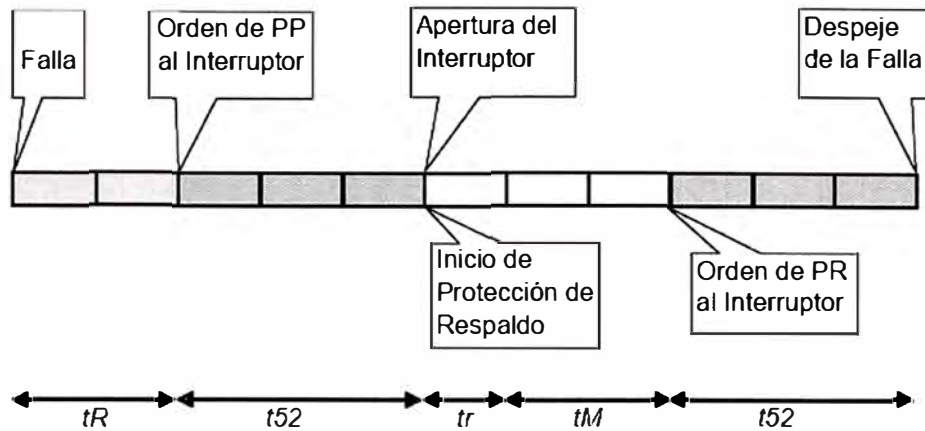 Falla
Orden de PP
al Interruptor
Apertura del
Interruptor
Despeje
de la Falla
Inicio de
Protección de
Respaldo
Orden de PR
al Interruptor
tR
t52
tr
tM
t52